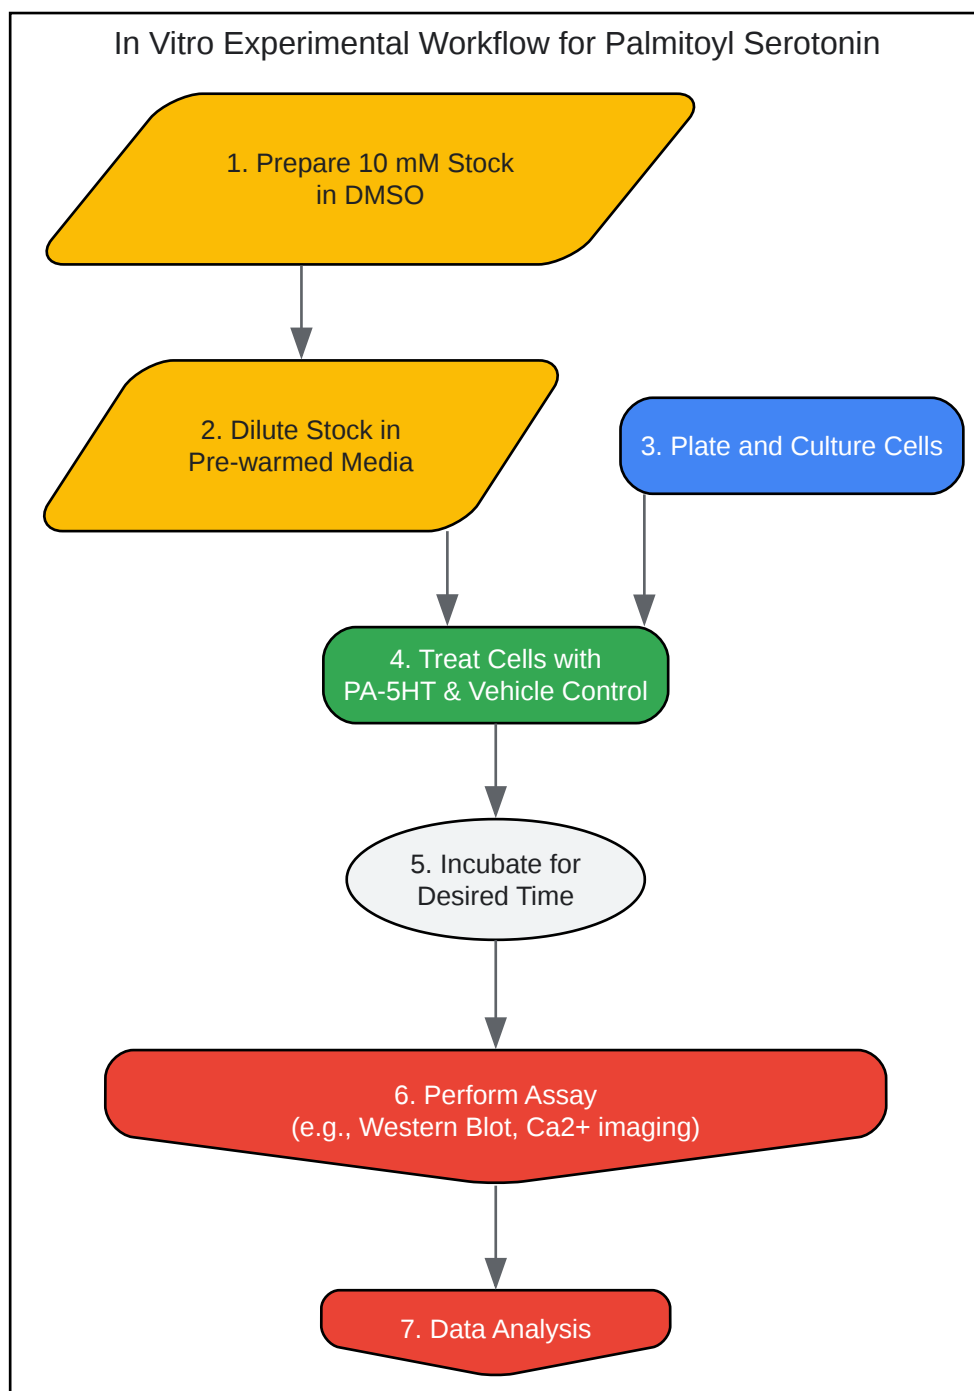 In Vitro Experimental Workflow for Palmitoyl Serotonin
1. Prepare 10 mM Stock
in DMSO
2. Dilute Stock in
Pre-warmed Media
3. Plate and Culture Cells
4. Treat Cells with
PA-5HT & Vehicle Control
5. Incubate for
Desired Time
6. Perform Assay
(e.g., Western Blot, Ca2+ imaging)
7. Data Analysis